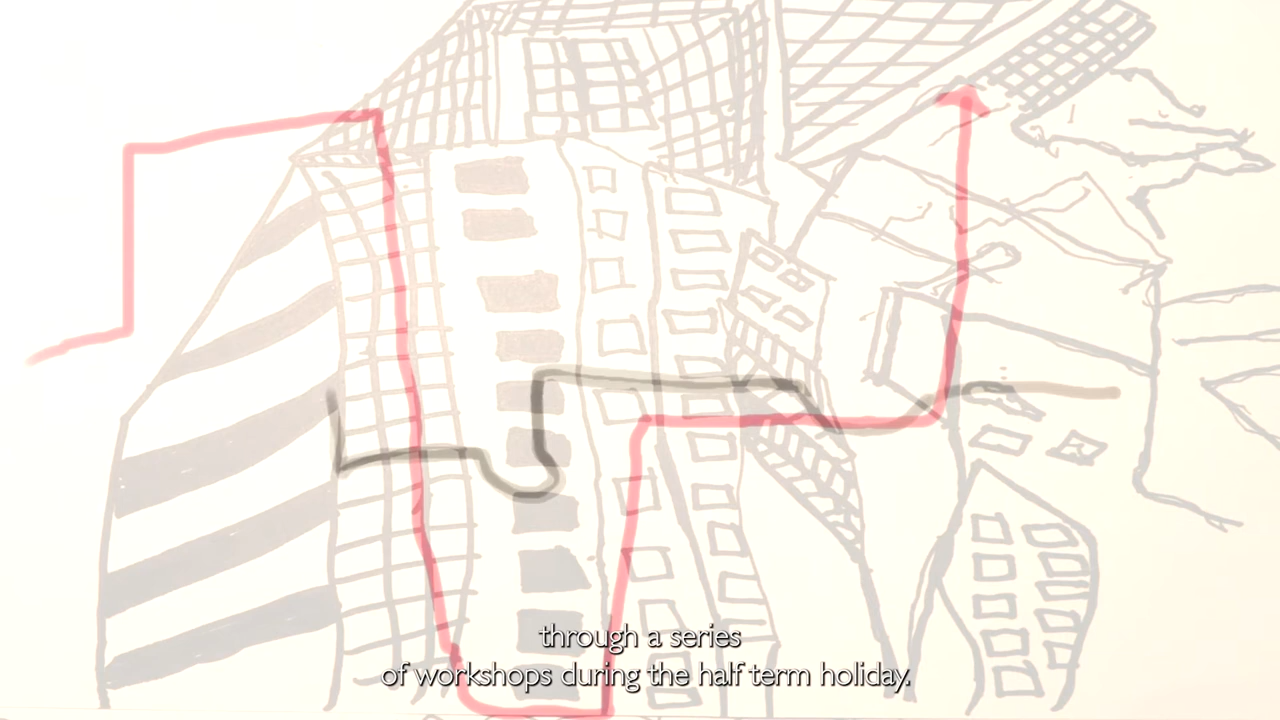 through a series
of workshops during the half term holiday.